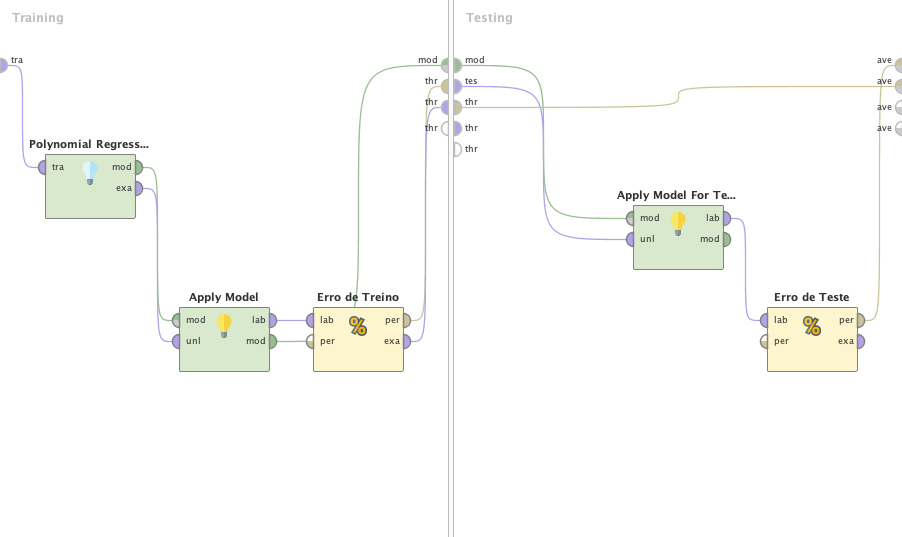 Training
tra
mod
thr
thr
thr
Polynomial Regress...
tra
mod
exa
Apply Model
mod
lab
unl
mod
Erro de Treino
lab
per
per
exa
Testing
mod
tes
thr
thr
thr
ave
ave
ave
ave
Apply Model For Te...
mod
lab
unl
mod
Erro de Teste
lab
per
per
exa